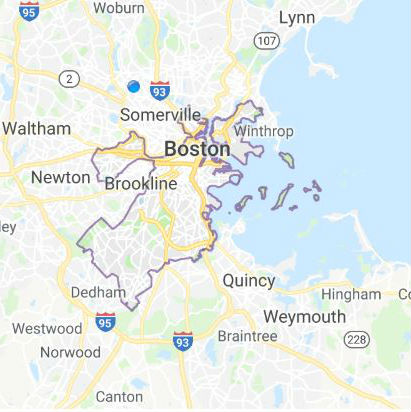 95
Woburn
Lynn
107
2
93
Somerville
Waltham
Winthrop
Boston
Newton
Brookline
Quincy
Dedham
Hingham
Co
Weymouth
95
Westwood
Norwood
93
Braintree
228
Canton
ley